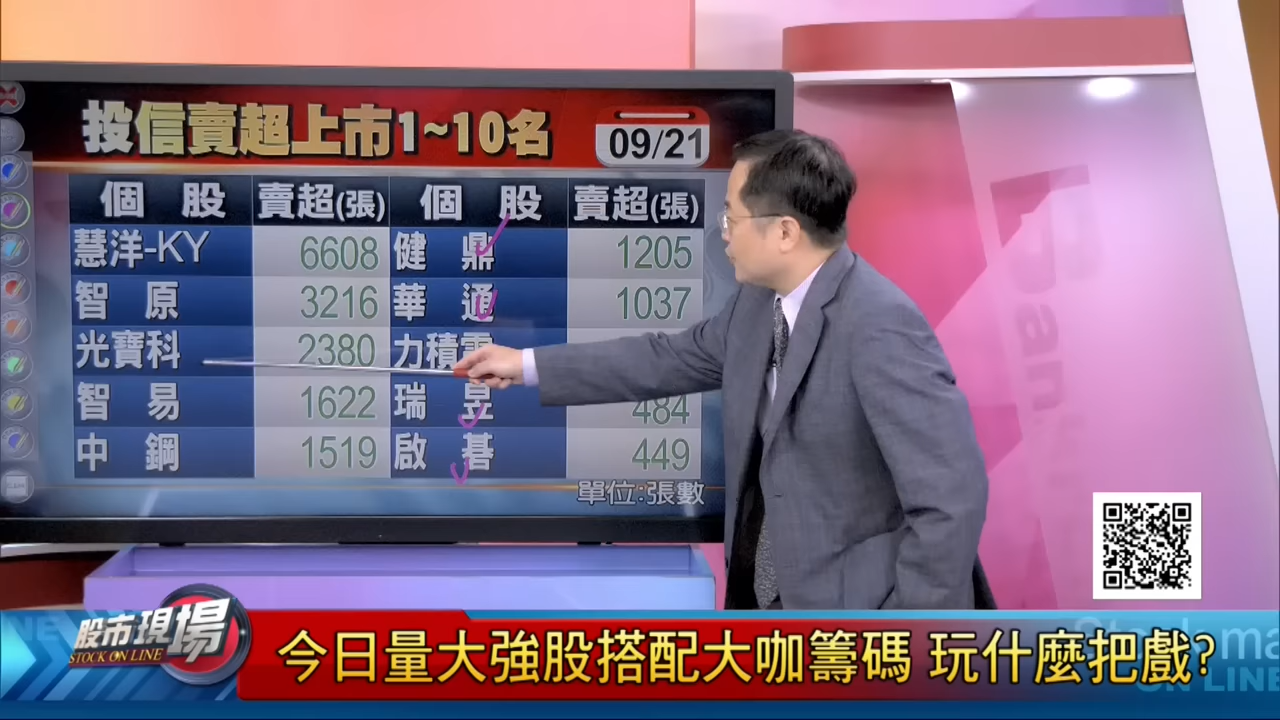 投信賣超上市1~10名
09/21
個 股 賣超(張) 個 股 賣超(張)
慧洋-KY 6608 健 鼎 1205
智 原 3216 華 通 1037
光寶科 2380 力積
智 易 1622 瑞 昱 484
中 鋼 1519 啟 碁 449
單位:張數
股市現場
STOCK ON LINE
今日量大強股搭配大咖籌碼 玩什麼把戲?
ON LINE